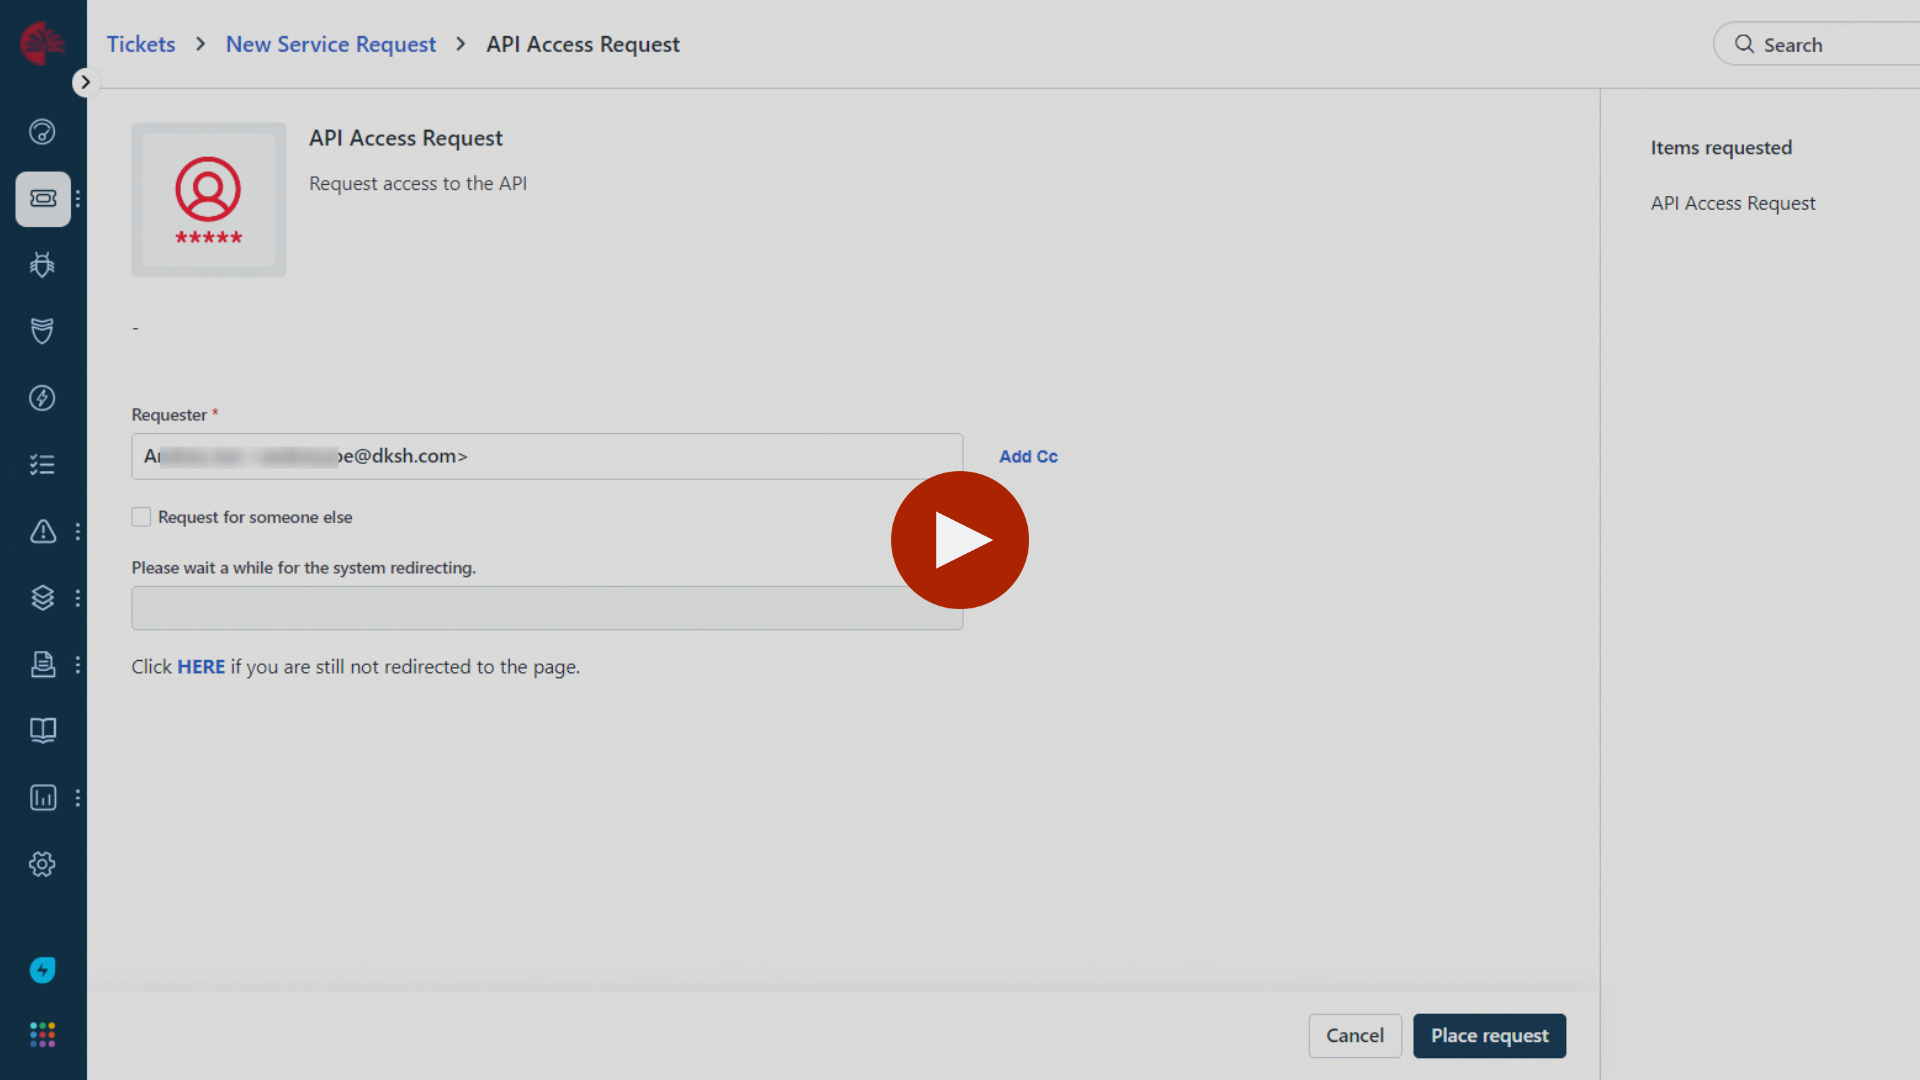 Tickets > New Service Request > API Access Request
Search
API Access Request
Request access to the API
*****
-
Requester *
@dksh.com>
Add Cc
Request for someone else
Please wait a while for the system redirecting.
Click HERE if you are still not redirected to the page.
Cancel
Place request
Items requested
API Access Request